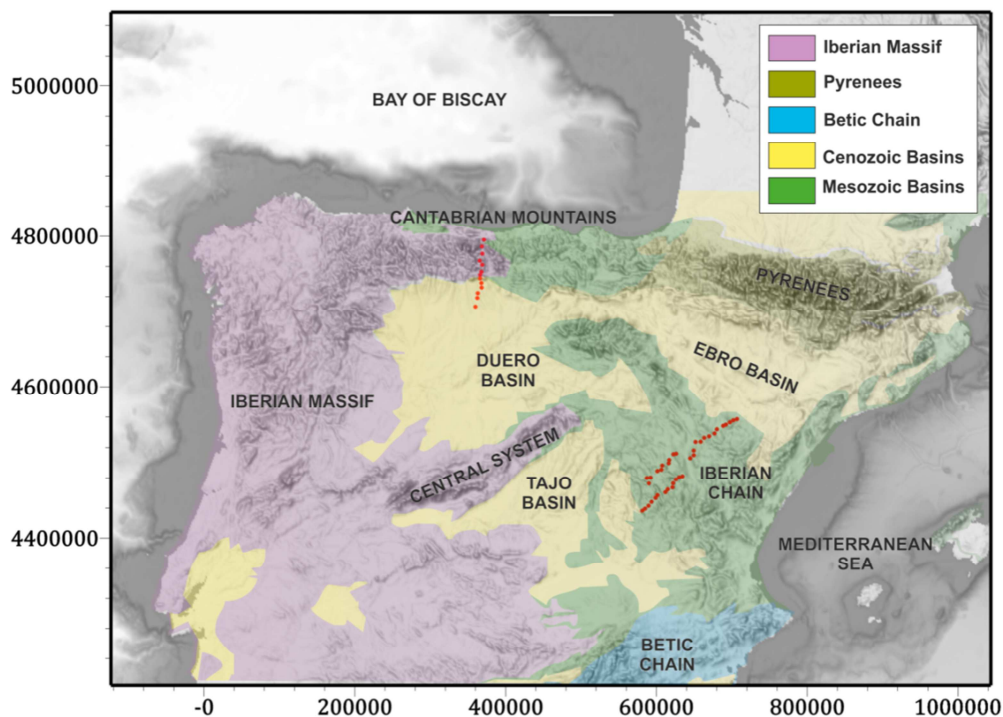 Iberian Massif
Pyrenees
Betic Chain
Cenozoic Basins
Mesozoic Basins
BAY OF BISCAY
CANTABRIAN MOUNTAINS
PYRENEES
DUERO
BASIN
EBRO BASIN
IBERIAN MASSIF
CENTRAL SYSTEM
TAJO
BASIN
IBERIAN
CHAIN
MEDITERRANEAN
SEA
BETIC
CHAIN
5000000
4800000
4600000
4400000
-0
200000
400000
600000
800000
1000000